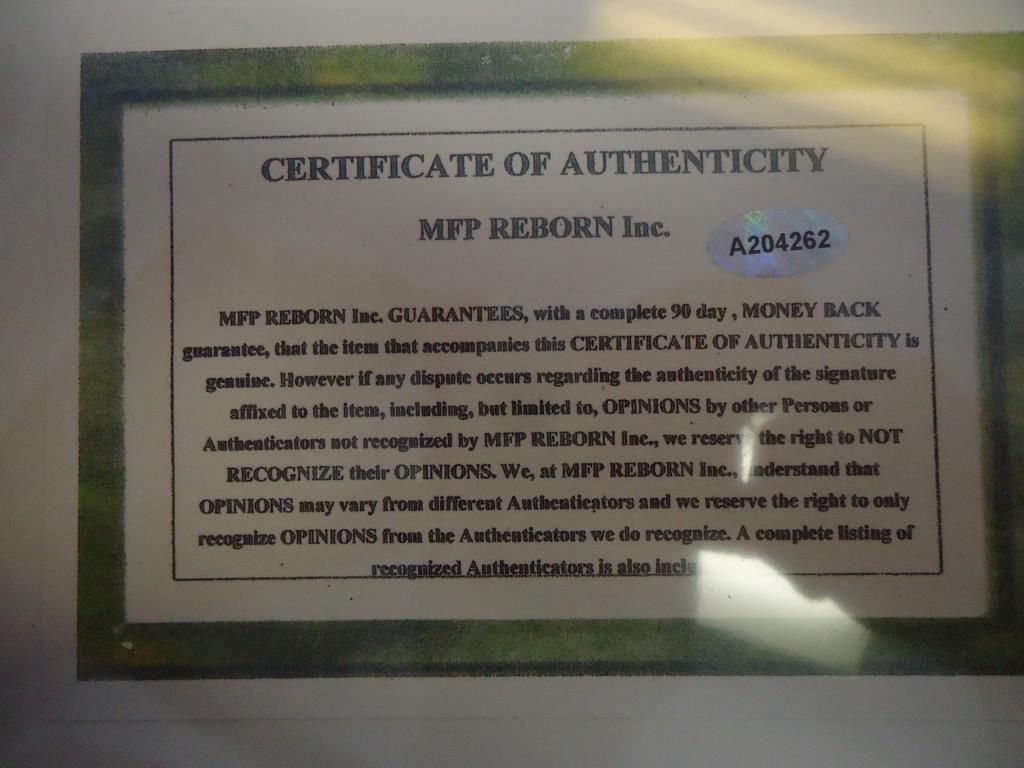 CERTIFICATE OF AUTHENTICITY
MFP REBORN Inc.
A204262
MFP REBORN Inc. GUARANTEES, with a complete 90 day , MONEY BACK
guarantee, that the item that accompanies this CERTIFICATE OF AUTHENTICITY is
genuine. However if any dispute occurs regarding the authenticity of the signature
affixed to the item, including, but limited to, OPINIONS by other Persons or
Authenticators not recognized by MFP REBORN Inc., we reserve the right to NOT
RECOGNIZE their OPINIONS. We, at MFP REBORN Inc., understand that
OPINIONS may vary from different Authenticators and we reserve the right to only
recognize OPINIONS from the Authenticators we do recognize. A complete listing of
recognized Authenticators is also